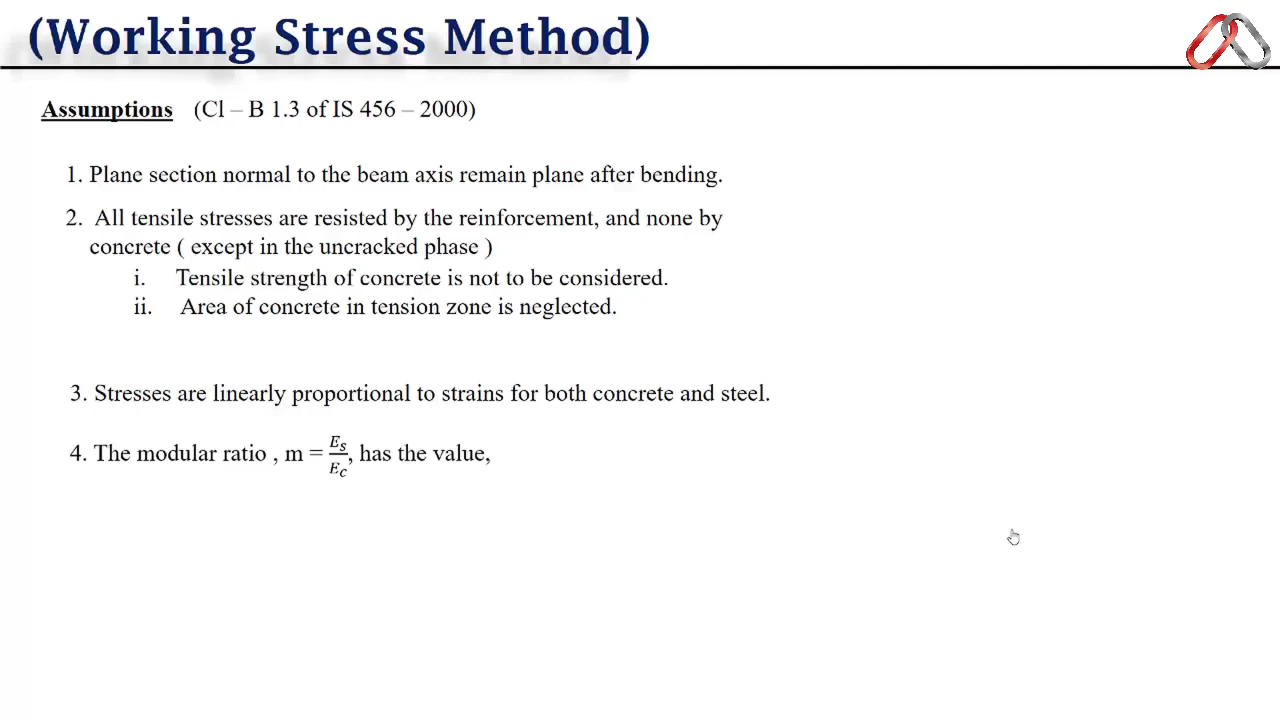 (Working Stress Method)
Assumptions (Cl – B 1.3 of IS 456 – 2000)
1. Plane section normal to the beam axis remain plane after bending.
2. All tensile stresses are resisted by the reinforcement, and none by
concrete ( except in the uncracked phase )
i. Tensile strength of concrete is not to be considered.
ii. Area of concrete in tension zone is neglected.
3. Stresses are linearly proportional to strains for both concrete and steel.
4. The modular ratio , m = Es/Ec, has the value,